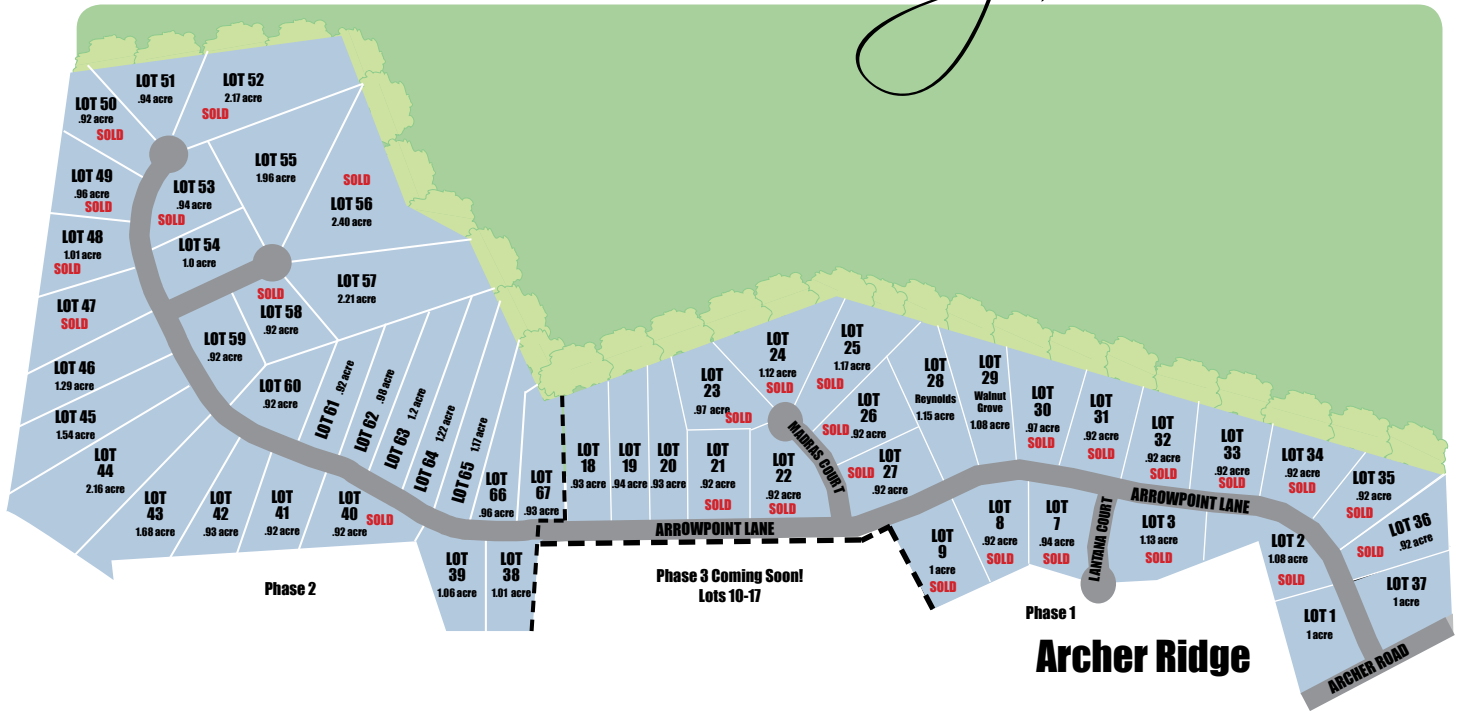 LOT 51
.94 acre
LOT 52
2.17 acre
SOLD
LOT 50
.92 acre
SOLD
LOT 55
1.96 acre
LOT 49
.96 acre
SOLD
LOT 53
.94 acre
SOLD
SOLD
LOT 56
2.40 acre
LOT 48
1.01 acre
SOLD
LOT 54
1.0 acre
LOT 57
2.21 acre
LOT 47
SOLD
SOLD
LOT 58
.92 acre
LOT 59
.92 acre
LOT 46
1.29 acre
LOT 60
.92 acre
LOT 45
1.54 acre
LOT 61 .92 acre
LOT 62 .98 acre
LOT 63 1.2 acre
LOT 64 1.22 acre
LOT 65 1.17 acre
LOT
66
.96 acre
LOT
67
.93 acre
LOT
44
2.16 acre
LOT
43
1.68 acre
LOT
42
.93 acre
LOT
41
.92 acre
LOT
40
.92 acre
SOLD
LOT
39
1.06 acre
LOT
38
1.01 acre
Phase 2
LOT
18
.93 acre
LOT
19
.94 acre
LOT
20
.93 acre
LOT
21
.92 acre
SOLD
LOT
22
.92 acre
SOLD
LOT
23
.97 acre
SOLD
LOT
24
1.12 acre
SOLD
LOT
25
1.17 acre
SOLD
LOT
26
.92 acre
SOLD
LOT
27
.92 acre
SOLD
MADRAS COURT
ARROWPOINT LANE
Phase 3 Coming Soon!
Lots 10-17
LOT
28
Reynolds
1.15 acre
LOT
29
Walnut
Grove
1.08 acre
LOT
30
.97 acre
SOLD
LOT
31
.92 acre
SOLD
LOT
32
.92 acre
SOLD
LOT
33
.92 acre
SOLD
LOT 34
.92 acre
SOLD
LOT 35
.92 acre
SOLD
LOT 36
.92 acre
SOLD
LOT 37
1 acre
ARROWPOINT LANE
LOT
9
1 acre
SOLD
LOT
8
.92 acre
SOLD
LOT
7
.94 acre
SOLD
LANTANA COURT
LOT 3
1.13 acre
SOLD
LOT 2
1.08 acre
SOLD
LOT 1
1 acre
Phase 1
Archer Ridge
ARCHER ROAD